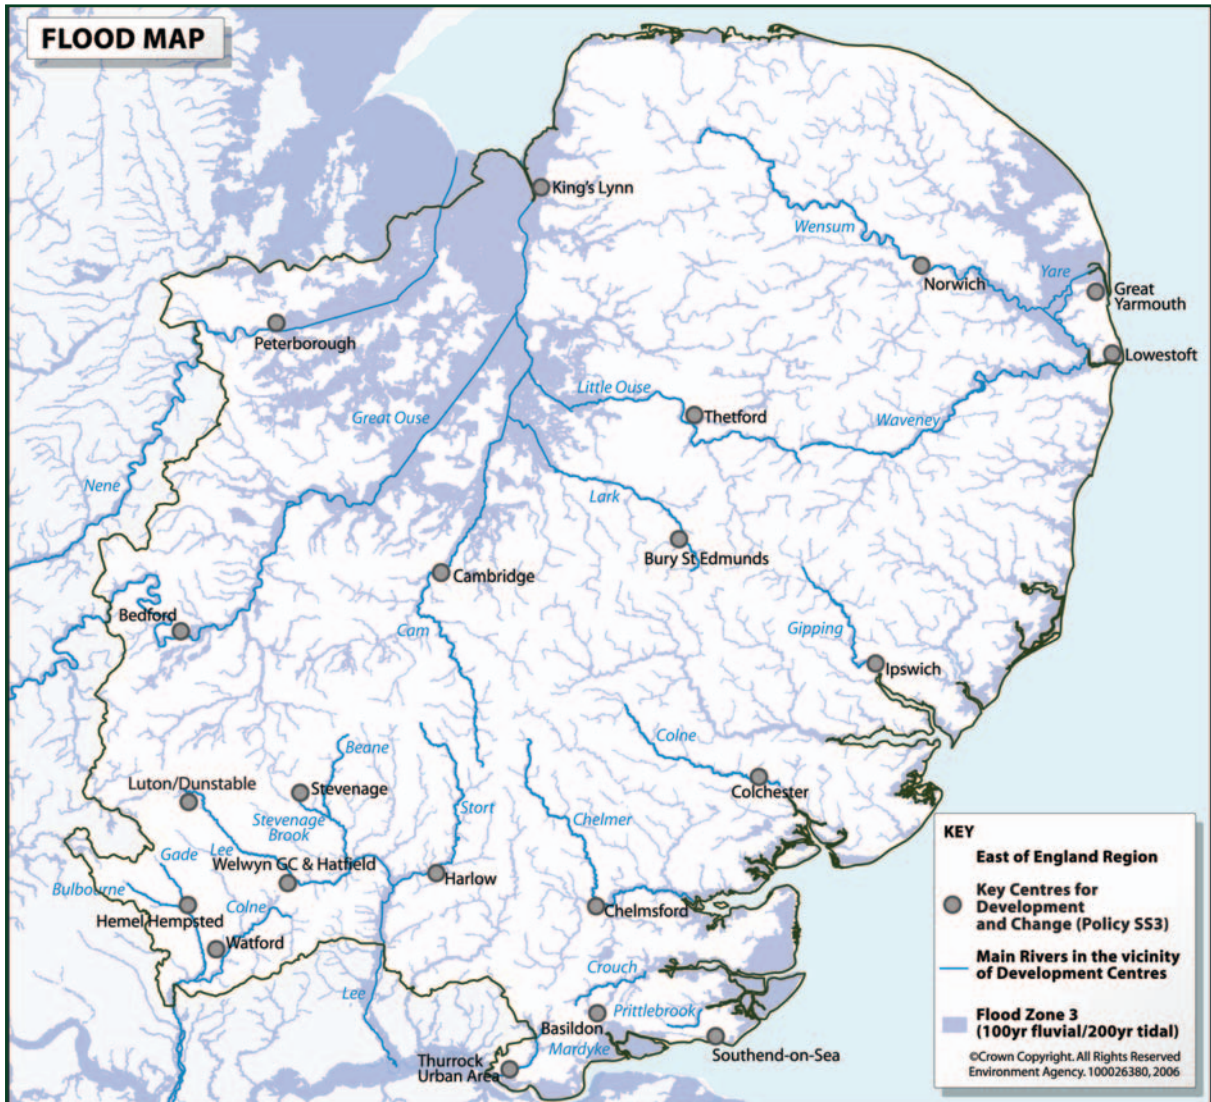 FLOOD MAP
King's Lynn
Wensum
Norwich
Yare
Great
Yarmouth
Peterborough
Lowestoft
Little Ouse
Great Ouse
Thetford
Waveney
Nene
Lark
Bury St Edmunds
Cambridge
Bedford
Cam
Gipping
Ipswich
Colne
Beane
Luton/Dunstable
Stevenage
Colchester
Stevenage
Brook
Stort
Chelmer
Gade
Lee
Welwyn GC & Hatfield
Harlow
Bulbourne
Hemel Hempsted
Colne
Chelmsford
Watford
Crouch
Lee
Prittlebrook
Basildon
Mardyke
Southend-on-Sea
Thurrock
Urban Area
KEY
East of England Region
Key Centres for
Development
and Change (Policy SS3)
Main Rivers in the vicinity
of Development Centres
Flood Zone 3
(100yr fluvial/200yr tidal)
©Crown Copyright. All Rights Reserved
Environment Agency. 100026380, 2006